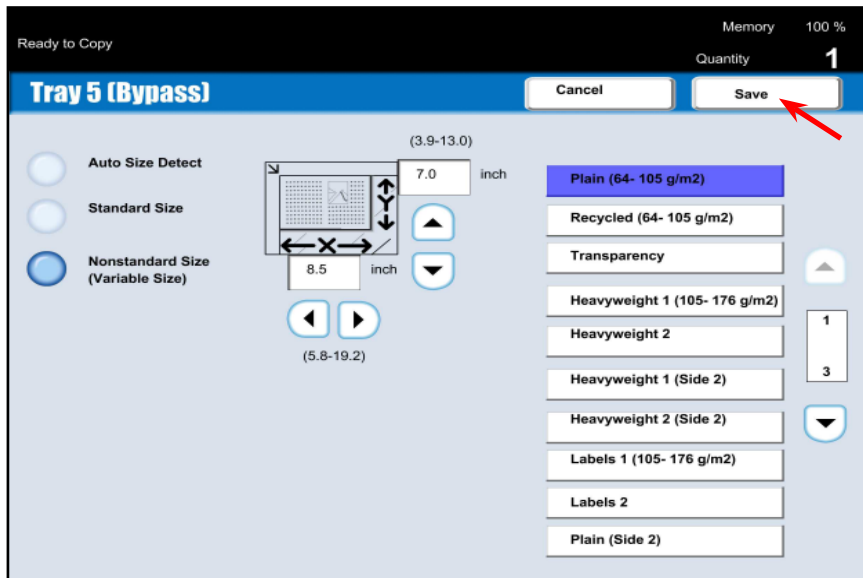 Memory 100 %
Ready to Copy
Quantity 1
Tray 5 (Bypass)
Cancel
Save
(3.9-13.0)
Auto Size Detect
7.0 inch
Standard Size
Y
X
Nonstandard Size
(Variable Size)
8.5 inch
(5.8-19.2)
Plain (64- 105 g/m2)
Recycled (64- 105 g/m2)
Transparency
Heavyweight 1 (105- 176 g/m2)
Heavyweight 2
Heavyweight 1 (Side 2)
Heavyweight 2 (Side 2)
Labels 1 (105- 176 g/m2)
Labels 2
Plain (Side 2)
1
3